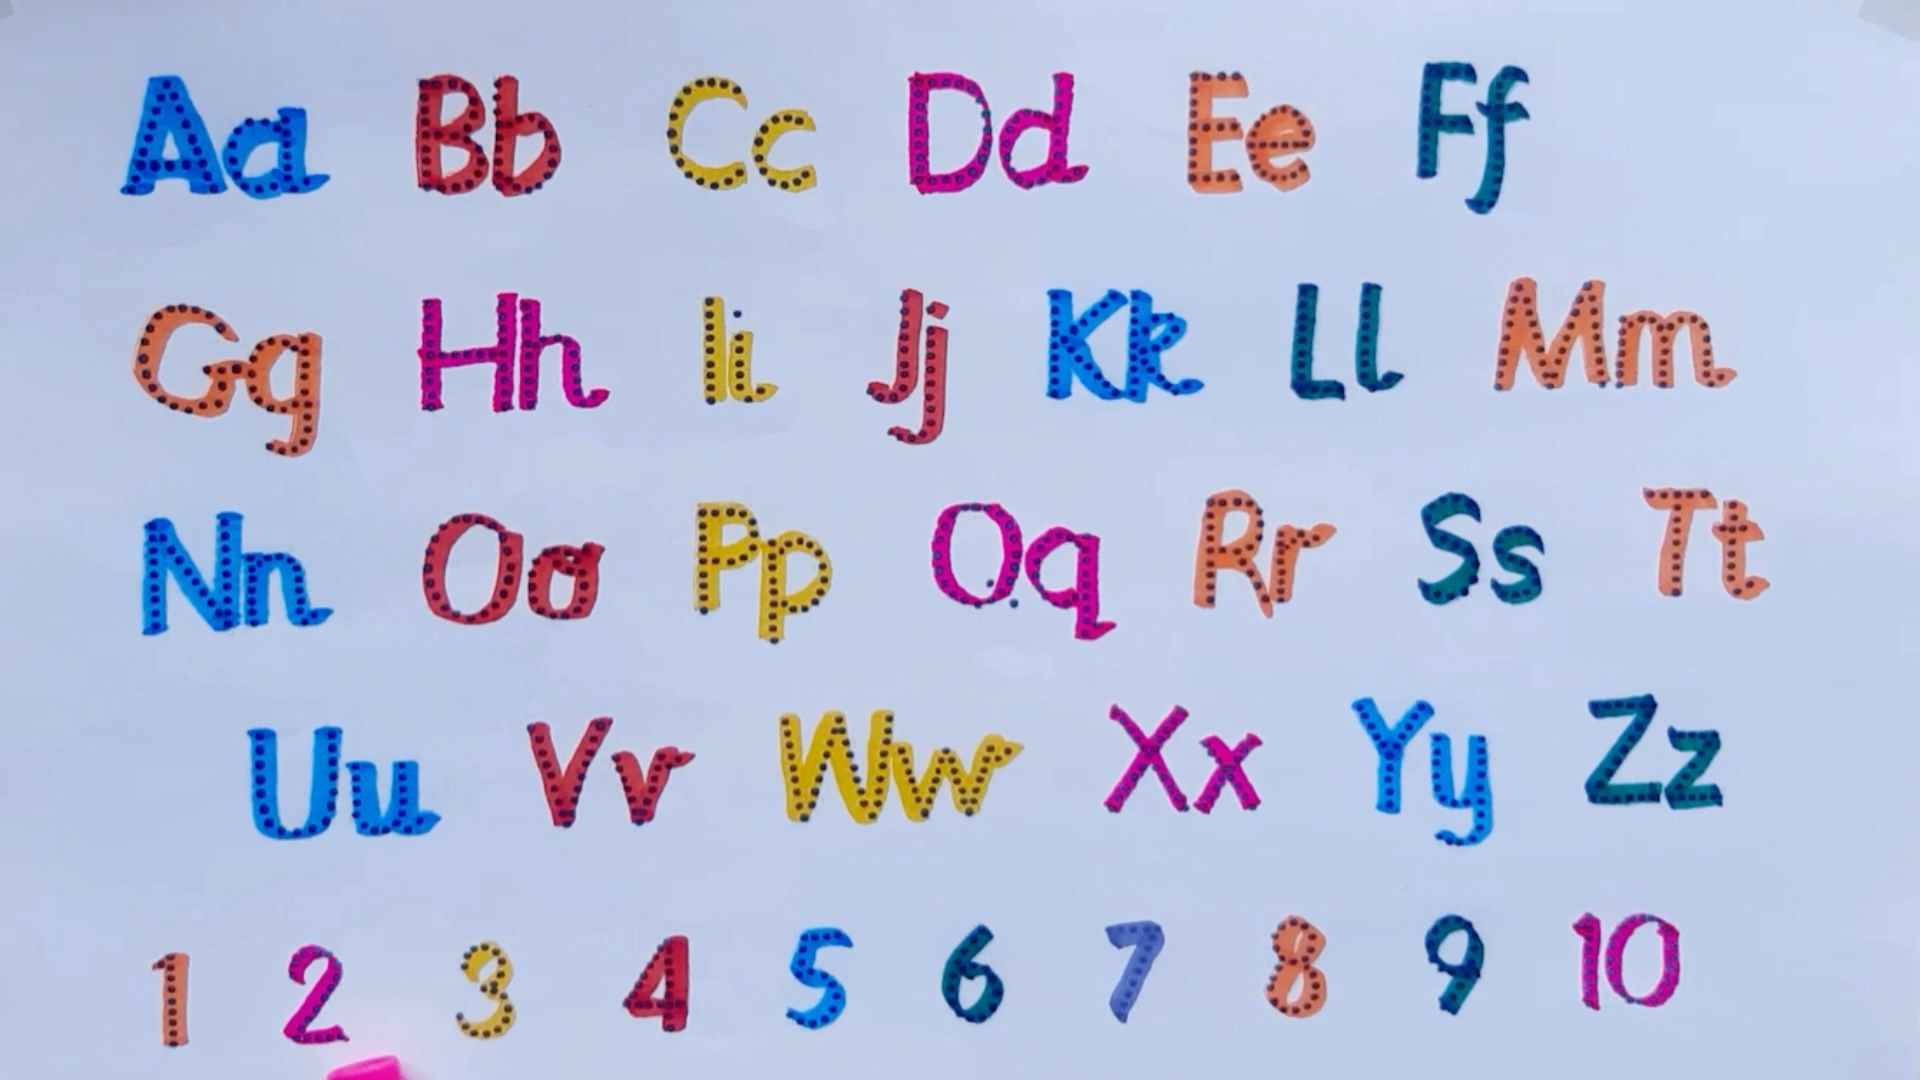 Aa Bb Cc Dd Ee Ff
Gg Hh Ii Jj Kk Ll Mm
Nn Oo Pp Qq Rr Ss Tt
Uu Vv Ww Xx Yy Zz
1 2 3 4 5 6 7 8 9 10